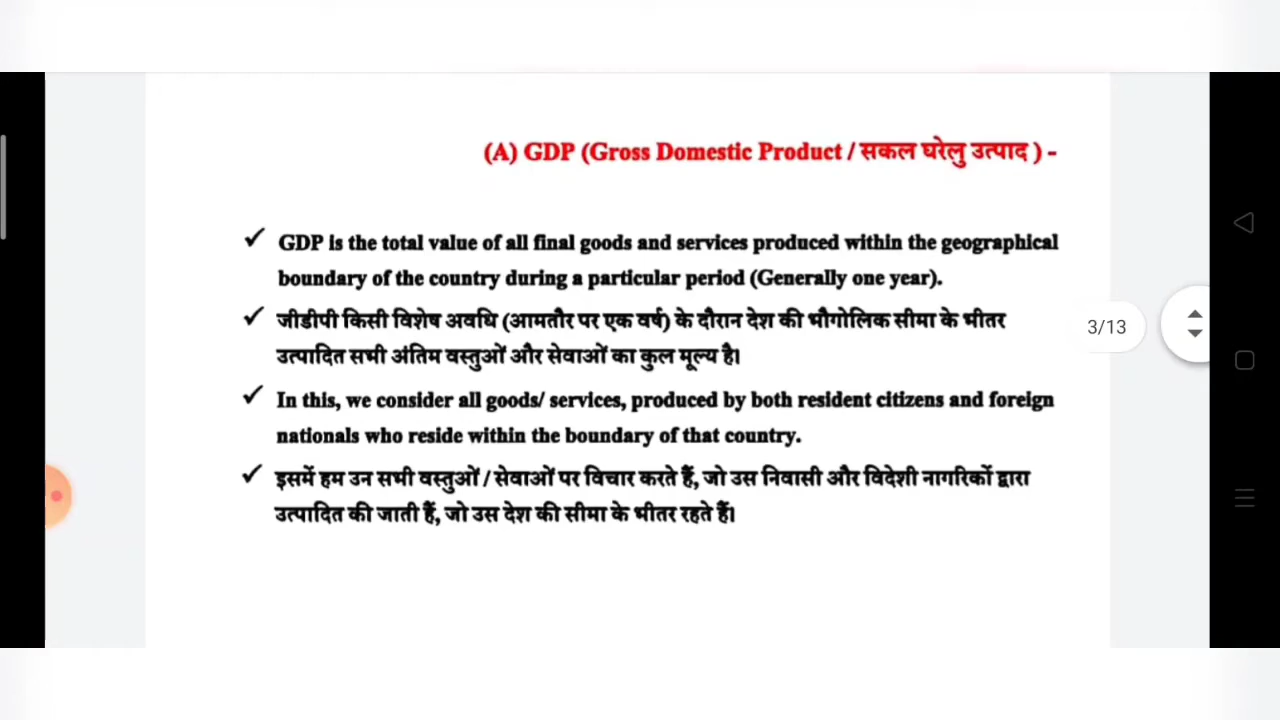 (A) GDP (Gross Domestic Product / सकल घरेलु उत्पाद ) -
✓ GDP is the total value of all final goods and services produced within the geographical
boundary of the country during a particular period (Generally one year).
✓ जीडीपी किसी विशेष अवधि (आमतौर पर एक वर्ष) के दौरान देश की भौगोलिक सीमा के भीतर
उत्पादित सभी अंतिम वस्तुओं और सेवाओं का कुल मूल्य है।
3/13
✓ In this, we consider all goods/ services, produced by both resident citizens and foreign
nationals who reside within the boundary of that country.
✓ इसमें हम उन सभी वस्तुओं / सेवाओं पर विचार करते हैं, जो उस निवासी और विदेशी नागरिकों द्वारा
उत्पादित की जाती हैं, जो उस देश की सीमा के भीतर रहते हैं।